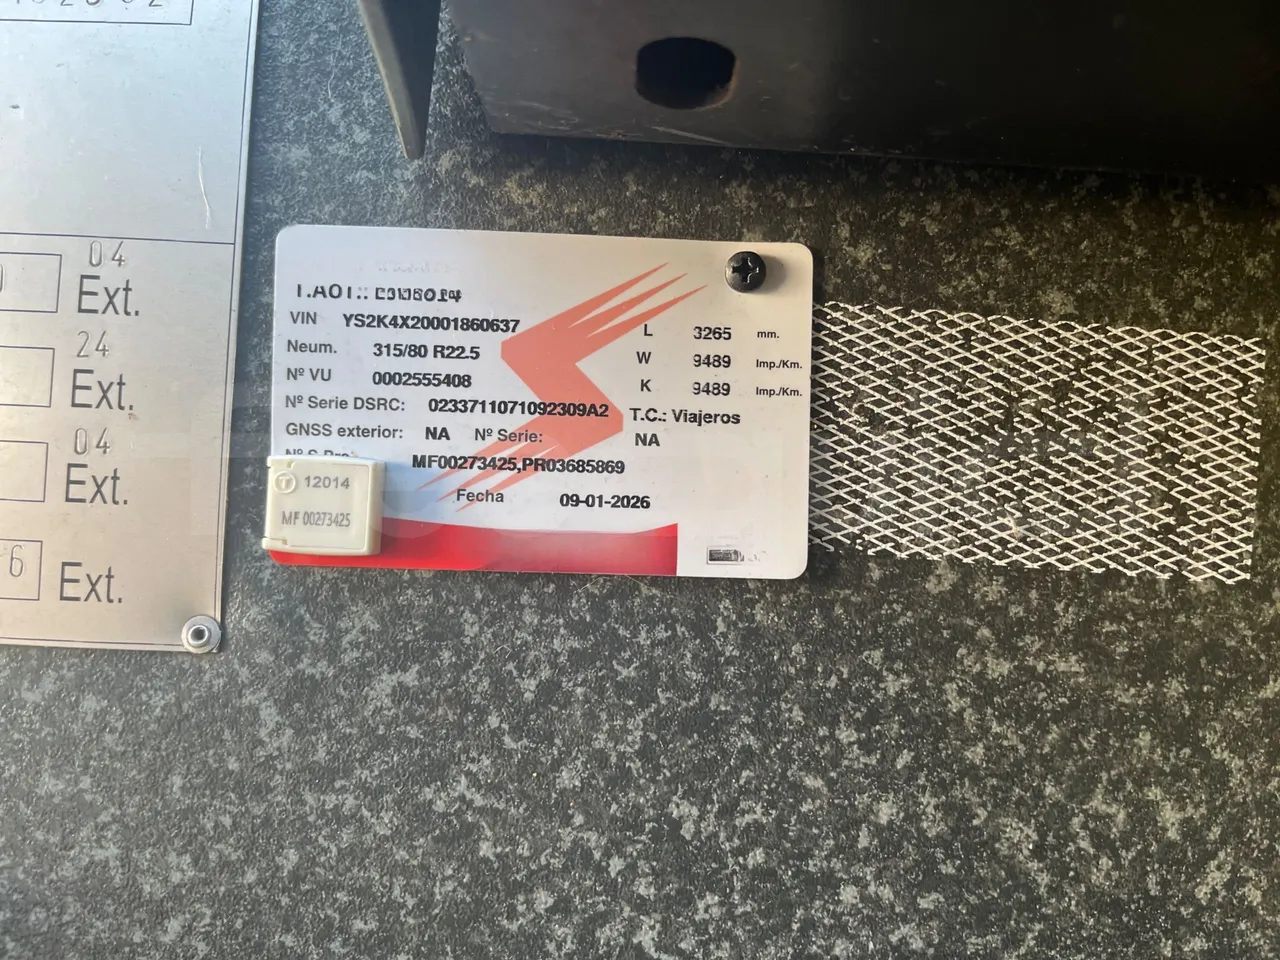 04
Ext.
24
Ext.
04
Ext.
6
Ext.
VIN YS2K4X20001860637
Neum. 315/80 R22.5
Nº VU 0002555408
Nº Serie DSRC: 0233711071092309A2
GNSS exterior: NA Nº Serie: NA
MF00273425,PR03685869
Fecha 09-01-2026
L 3265 mm.
W 9489 Imp./Km.
K 9489 Imp./Km.
T.C.: Viajeros
T 12014
MF 00273425